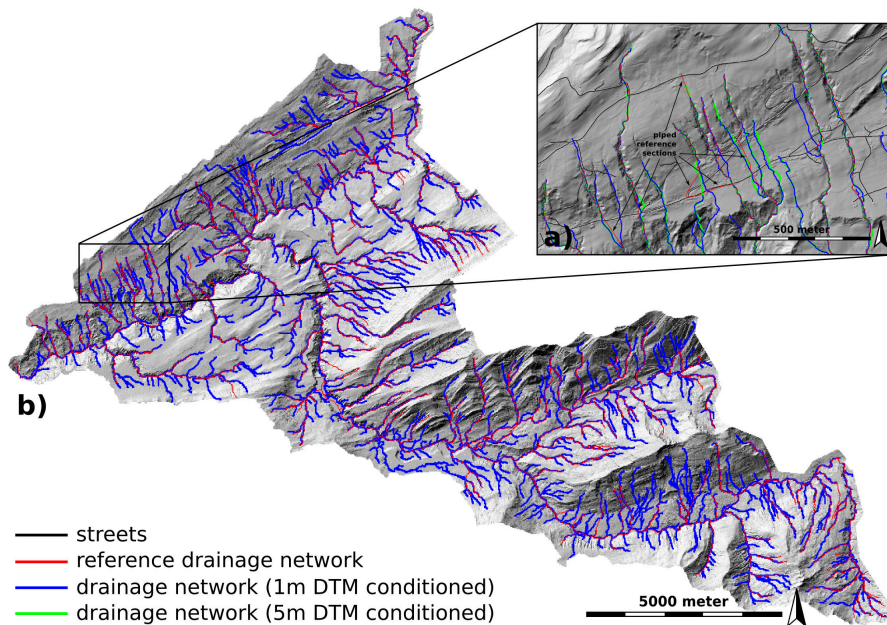 piped
reference
sections
a)
500 meter
b)
streets
reference drainage network
drainage network (1m DTM conditioned)
drainage network (5m DTM conditioned)
5000 meter